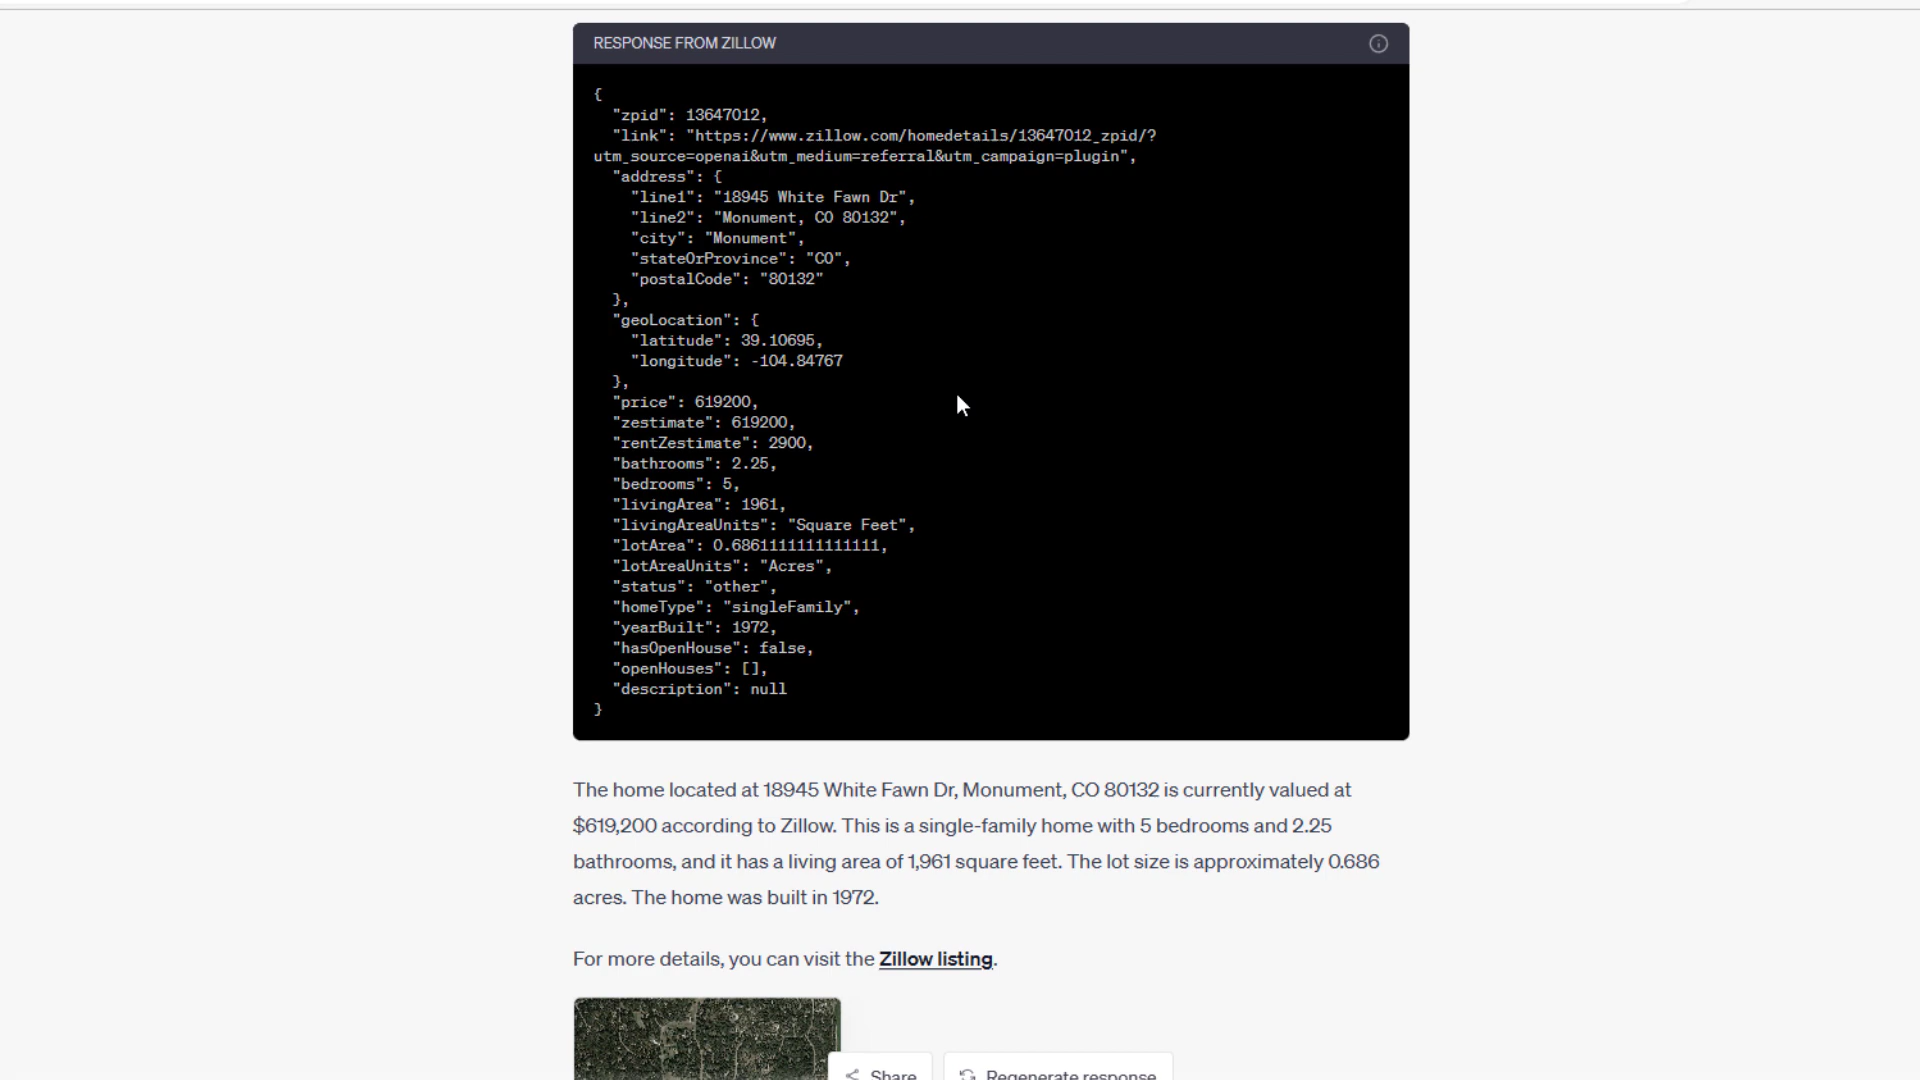 RESPONSE FROM ZILLOW
{
"zpid": 13647012,
"link": "https://www.zillow.com/homedetails/13647012_zpid/?
utm_source=openai&utm_medium=referral&utm_campaign=plugin",
"address": {
"line1": "18945 White Fawn Dr",
"line2": "Monument, CO 80132",
"city": "Monument",
"stateOrProvince": "CO",
"postalCode": "80132"
},
"geoLocation": {
"latitude": 39.10695,
"longitude": -104.84767
},
"price": 619200,
"zestimate": 619200,
"rentZestimate": 2900,
"bathrooms": 2.25,
"bedrooms": 5,
"livingArea": 1961,
"livingAreaUnits": "Square Feet",
"lotArea": 0.6861111111111111,
"lotAreaUnits": "Acres",
"status": "other",
"homeType": "singleFamily",
"yearBuilt": 1972,
"hasOpenHouse": false,
"openHouses": [],
"description": null
}
The home located at 18945 White Fawn Dr, Monument, CO 80132 is currently valued at
$619,200 according to Zillow. This is a single-family home with 5 bedrooms and 2.25
bathrooms, and it has a living area of 1,961 square feet. The lot size is approximately 0.686
acres. The home was built in 1972.
For more details, you can visit the Zillow listing.
Share
Regenerate response